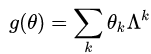 g(θ) = ∑_k θ_k Λ^k